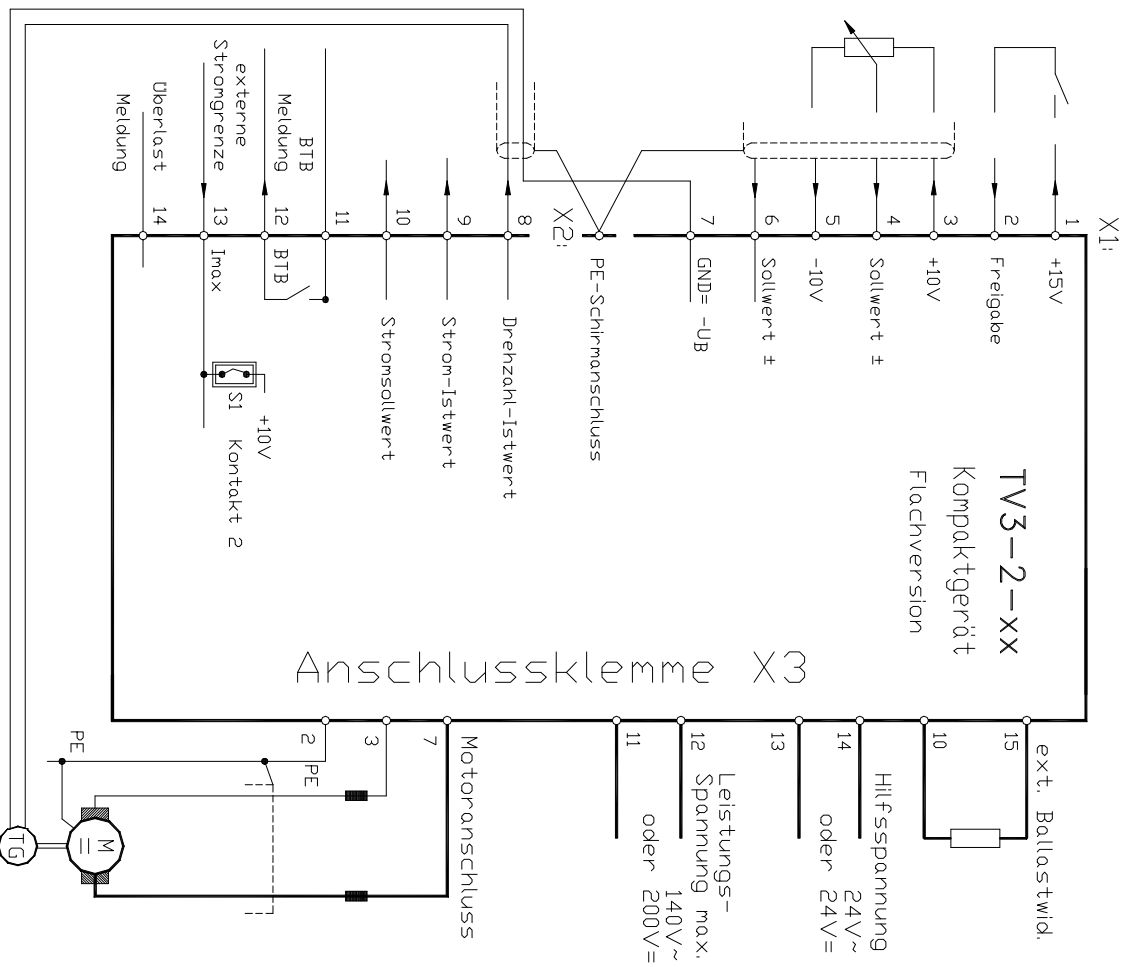 X1:
1
+15V
2
Freigabe
3
+10V
4
Sollwert ±
5
-10V
6
Sollwert ±
7
GND= -UB
PE-Schirmanschluss
X2:
8
Drehzahl-Istwert
9
Strom-Istwert
10
Stromsollwert
11
BTB
Meldung
12
BTB
externe
Stromgrenze
13
Imax
+10V
S1 Kontakt 2
14
Überlast
Meldung
TV3-2-xx
Kompaktgerät
Flachversion
Anschlussklemme X3
15
10
ext. Ballastwid.
14
13
Hilfsspannung
24V~
oder 24V=
12
11
Leistungs-
Spannung max.
140V~
oder 200V=
7
3
2
Motoranschluss
PE
PE
M
=
TG